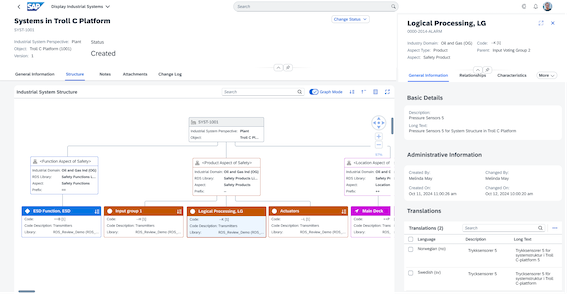 SAP
Display Industrial Systems
Search
Systems in Troll C Platform
SYST-1001
Change Status
Industrial System Perspective: Plant
Object: Troll C Platform (1001)
Version: 1
Status
Created
General Information
Structure
Notes
Attachments
Change Log
Industrial System Structure
Search
Graph Mode
SYST-1001
Industrial System Perspective: Plant
Object: Troll C Pl...
<Function Aspect of Safety>
Industrial Domain: Oil and Gas Ind (OG)
RDS Library: Safety Functions L...
Aspect: Safety Functions
Prefix: ==
<Product Aspect of Safety>
Industrial Domain: Oil and Gas Ind (OG)
RDS Library: Safety Products L...
Aspect: Safety Products
Prefix:
<Location Aspect of Safety>
Industrial Domain: Oil and G
RDS Library: Safety
Aspect: Location
Prefix:
ESD Function, ESD
Code:
Code Description: Transmitters
Library: RDS_Review_Demo (RDS_...
Input group 1
Code:
Code Description: Transmitters
Library: RDS_Review_Demo (RDS_...
Logical Processing, LG
Code:
Code Description: Transmitters
Library: RDS_Review_Demo (RDS_...
Actuators
Code:
Code Description: Transmitters
Library: RDS_Review_Demo (RDS_...
Main Deck
Code:
Code Description: Transmitte
Library: RDS_Rev
Logical Processing, LG
Industry Domain: Oil and Gas (OG)
Aspect Type: Product
Aspect: Safety Product
Code:
Parent: Input Voting Group 2
General Information
Relationships
Characteristics
More
Basic Details
Description:
Pressure Sensors 5
Long Text:
Pressure Sensors 5 for System Structure in Troll C Platform
Administrative Information
Created By:
Melinda May
Changed By:
Melinda May
Created On:
Oct 11, 2024 11:00:26 am
Changed On:
Oct 12, 2024 10:00:26 am
Translations
Translations (2)
Search
Language
Description
Long Text
Norwegian (no)
Trykksensorer 5
Trykksensorer 5 for
systemstruktur i Troll
C-plattform 5
Swedish (sv)
Trycksensorer 5
Trycksensorer 5 för
systemstruktur i Troll
C-plattform